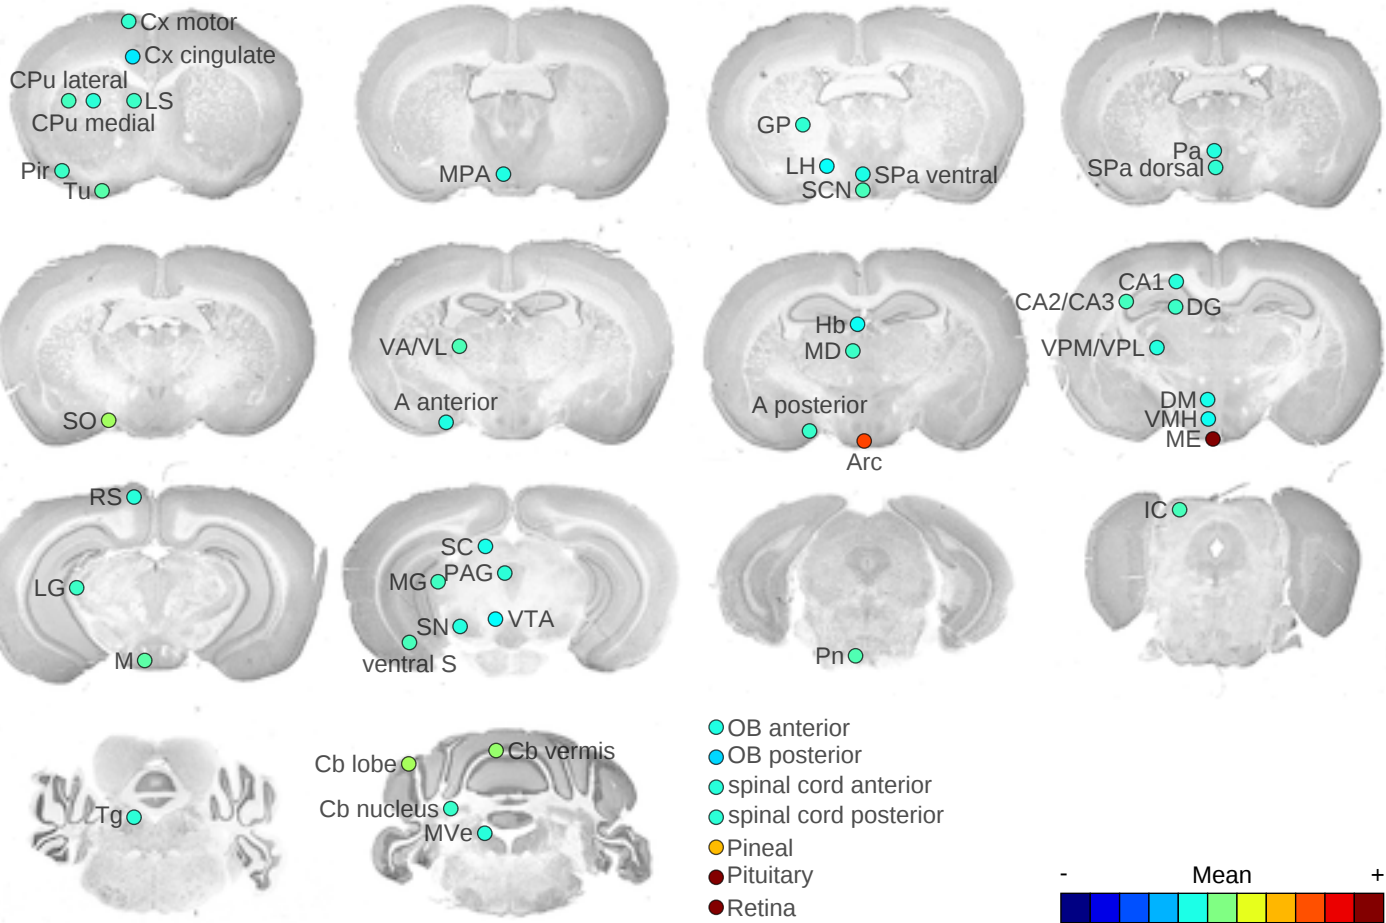 Cx motor
Cx cingulate
CPu lateral
LS
CPu medial
Pir
Tu
MPA
GP
LH
SPa ventral
SCN
Pa
SPa dorsal
SO
VA/VL
A anterior
Hb
MD
A posterior
Arc
CA1
CA2/CA3
DG
VPM/VPL
DM
VMH
ME
RS
LG
M
SC
PAG
MG
VTA
SN
ventral S
Pn
IC
Tg
Cb lobe
Cb vermis
Cb nucleus
MVe
OB anterior
OB posterior
spinal cord anterior
spinal cord posterior
Pineal
Pituitary
Retina
- Mean +